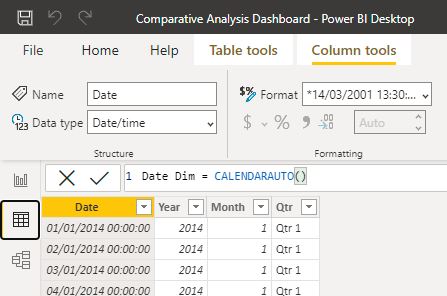 Comparative Analysis Dashboard - Power BI Desktop
File Home Help Table tools Column tools
Name Date Format *14/03/2001 13:30:...
Data type Date/time $ % 9 .00 Auto
Structure Formatting
1 Date Dim = CALENDARAUTO()
Date Year Month Qtr
01/01/2014 00:00:00 2014 1 Qtr 1
02/01/2014 00:00:00 2014 1 Qtr 1
03/01/2014 00:00:00 2014 1 Qtr 1
04/01/2014 00:00:00 2014 1 Qtr 1